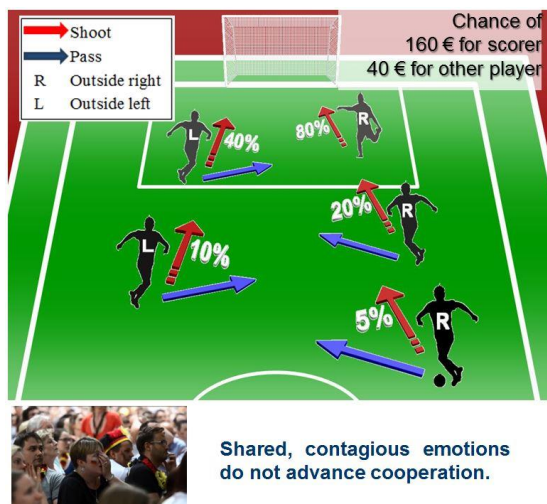 Shoot
Pass
R Outside right
L Outside left
Chance of
160 € for scorer
40 € for other player
L
40%
80%
R
20%
R
L
10%
5%
R
Shared, contagious emotions
do not advance cooperation.